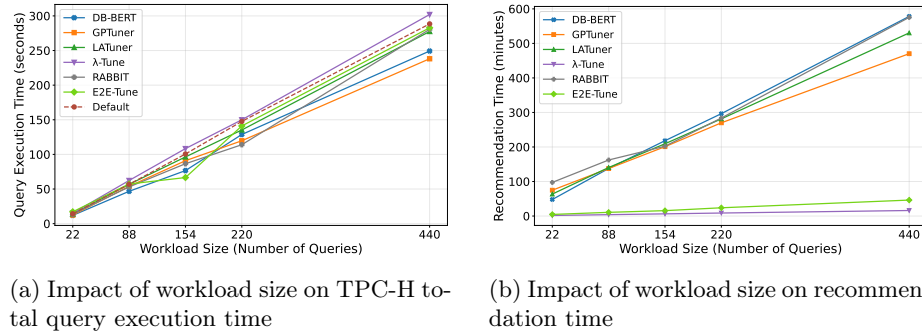 DB-BERT
GPTuner
LATuner
λ-Tune
RABBIT
E2E-Tune
Default
Query Execution Time (seconds)
300
250
200
150
100
50
0
22
88
154
220
440
Workload Size (Number of Queries)
(a) Impact of workload size on TPC-H to-
tal query execution time
DB-BERT
GPTuner
LATuner
λ-Tune
RABBIT
E2E-Tune
Recommendation Time (minutes)
600
500
400
300
200
100
0
22
88
154
220
440
Workload Size (Number of Queries)
(b) Impact of workload size on recommen
dation time